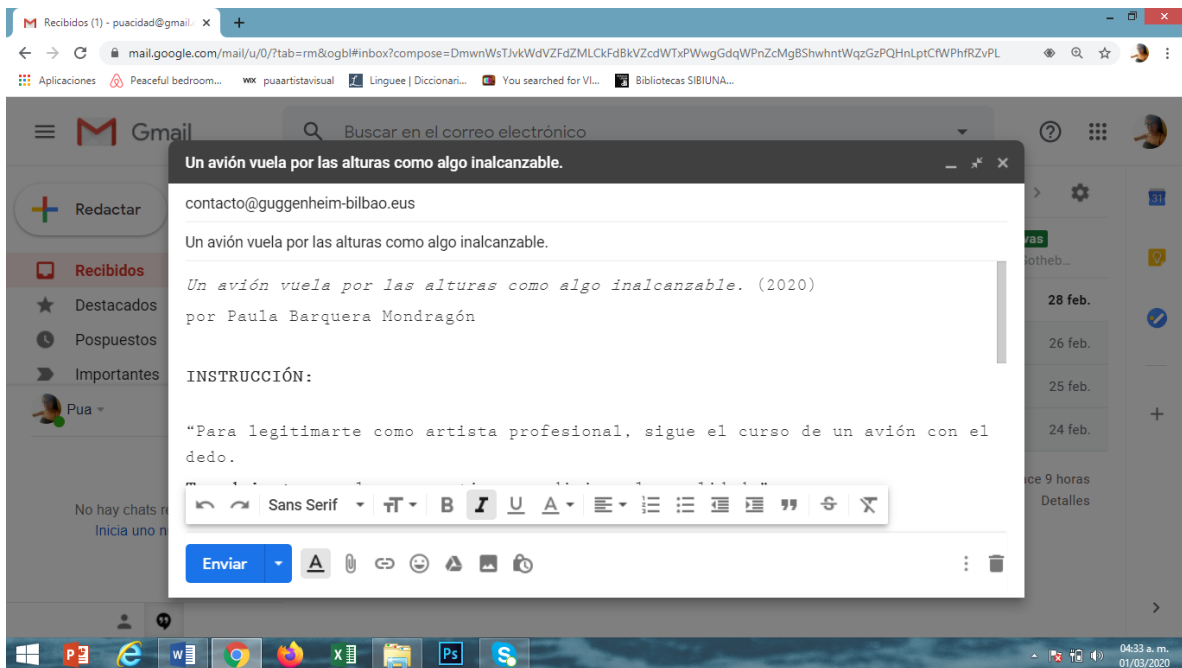 Recibidos (1) - puacidad@gmail.
mail.google.com/mail/u/0/?tab=rm&ogbl#inbox?compose=DmwnWsTJvkWdVZFdZMLCkFdBkVZcdWTxPWwgGdqWPnZcMgBShwhntWqzGzPQHnLptCfWPhfRZvPL
Aplicaciones Peaceful bedroom... WIX puaartistavisual Linguee | Diccionari... You searched for VI... Bibliotecas SIBIUNA...
Gmail Buscar en el correo electrónico
Un avión vuela por las alturas como algo inalcanzable.
contacto@guggenheim-bilbao.eus
Redactar
Un avión vuela por las alturas como algo inalcanzable.
Recibidos
Un avión vuela por las alturas como algo inalcanzable. (2020)
Destacados
28 feb.
por Paula Barquera Mondragón
Pospuestos
26 feb.
Importantes
INSTRUCCIÓN:
25 feb.
Pua
24 feb.
“Para legitimarte como artista profesional, sigue el curso de un avión con el
dedo.
9 horas
Detalles
Sans Serif
No hay chats
Inicia uno
Enviar
04:33 a. m.
01/03/2020